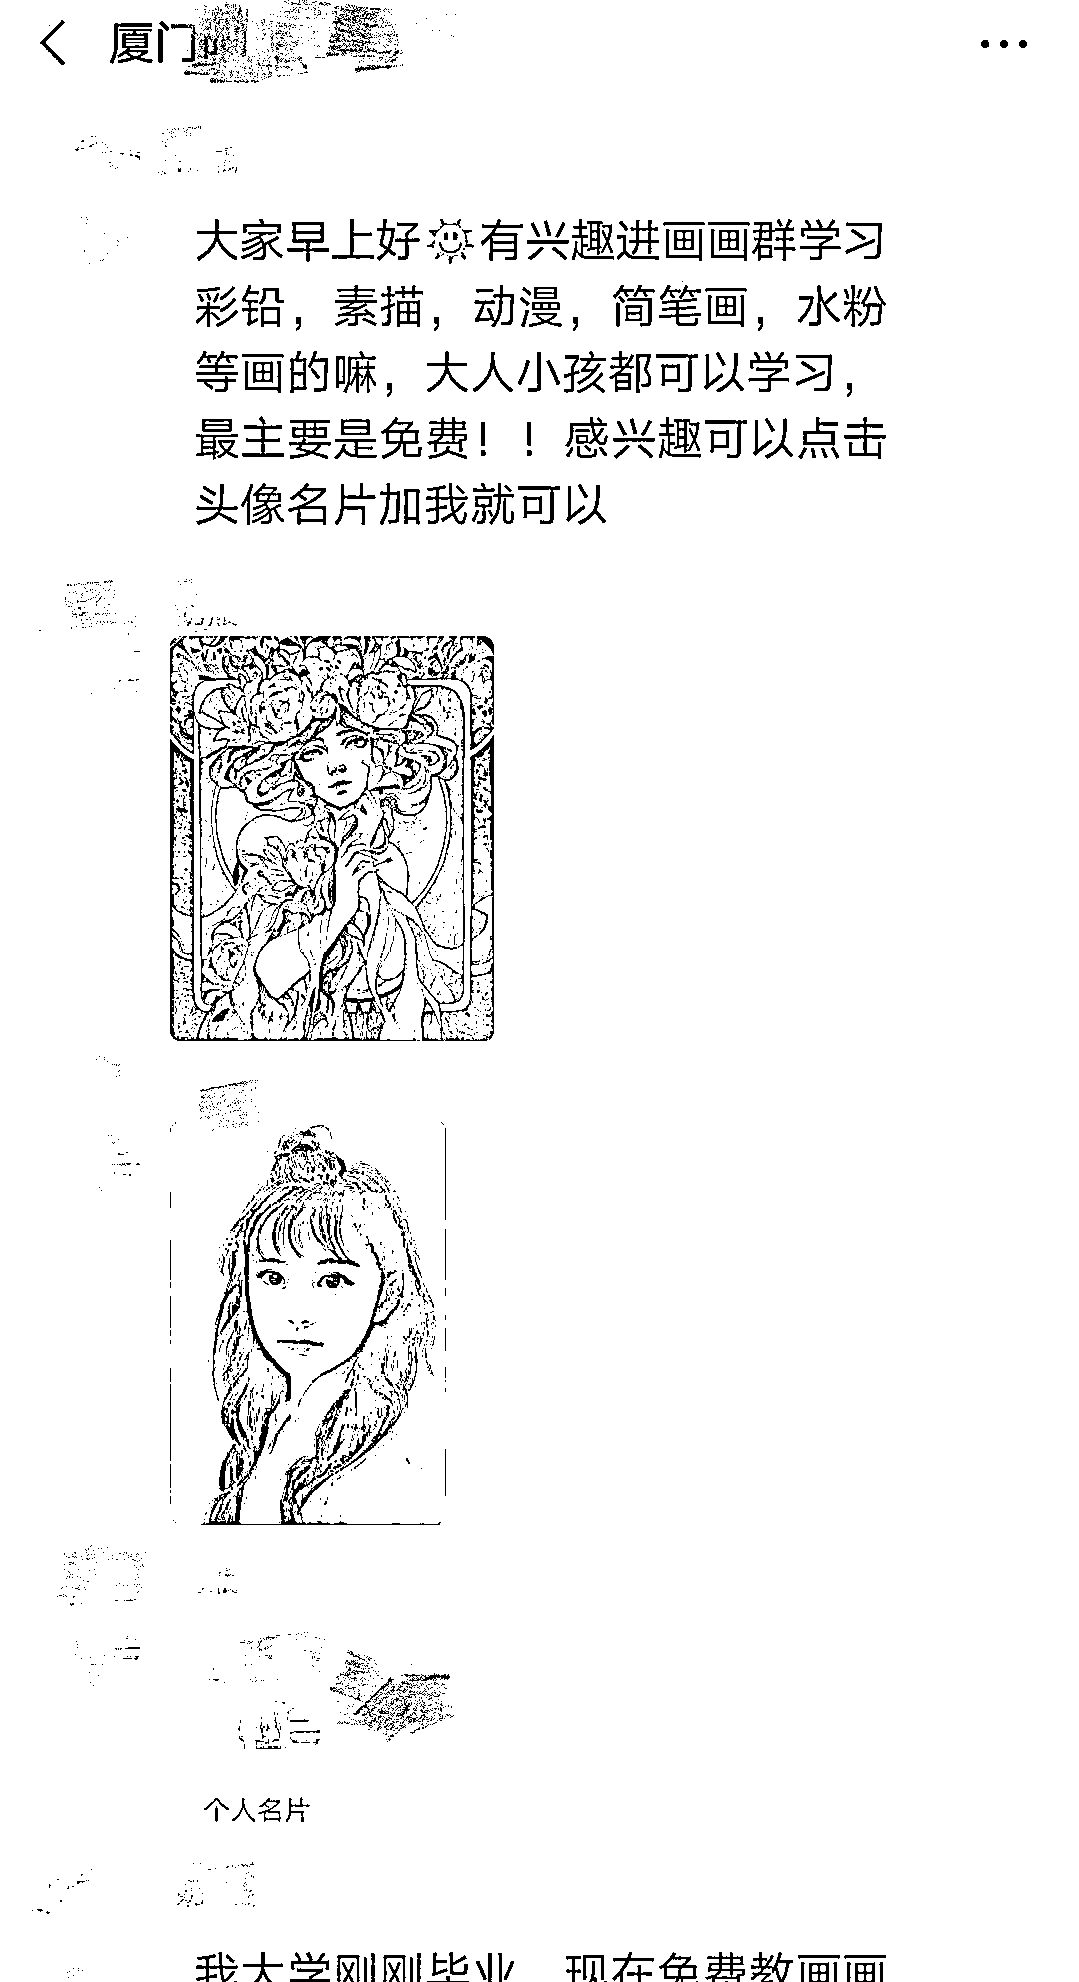 厦门
大家早上好🌞有兴趣进画画群学习
彩铅，素描，动漫，简笔画，水粉
等画的嘛，大人小孩都可以学习，
最主要是免费！！感兴趣可以点击
头像名片加我就可以
个人名片
我大学刚刚毕业，现在免费教画画